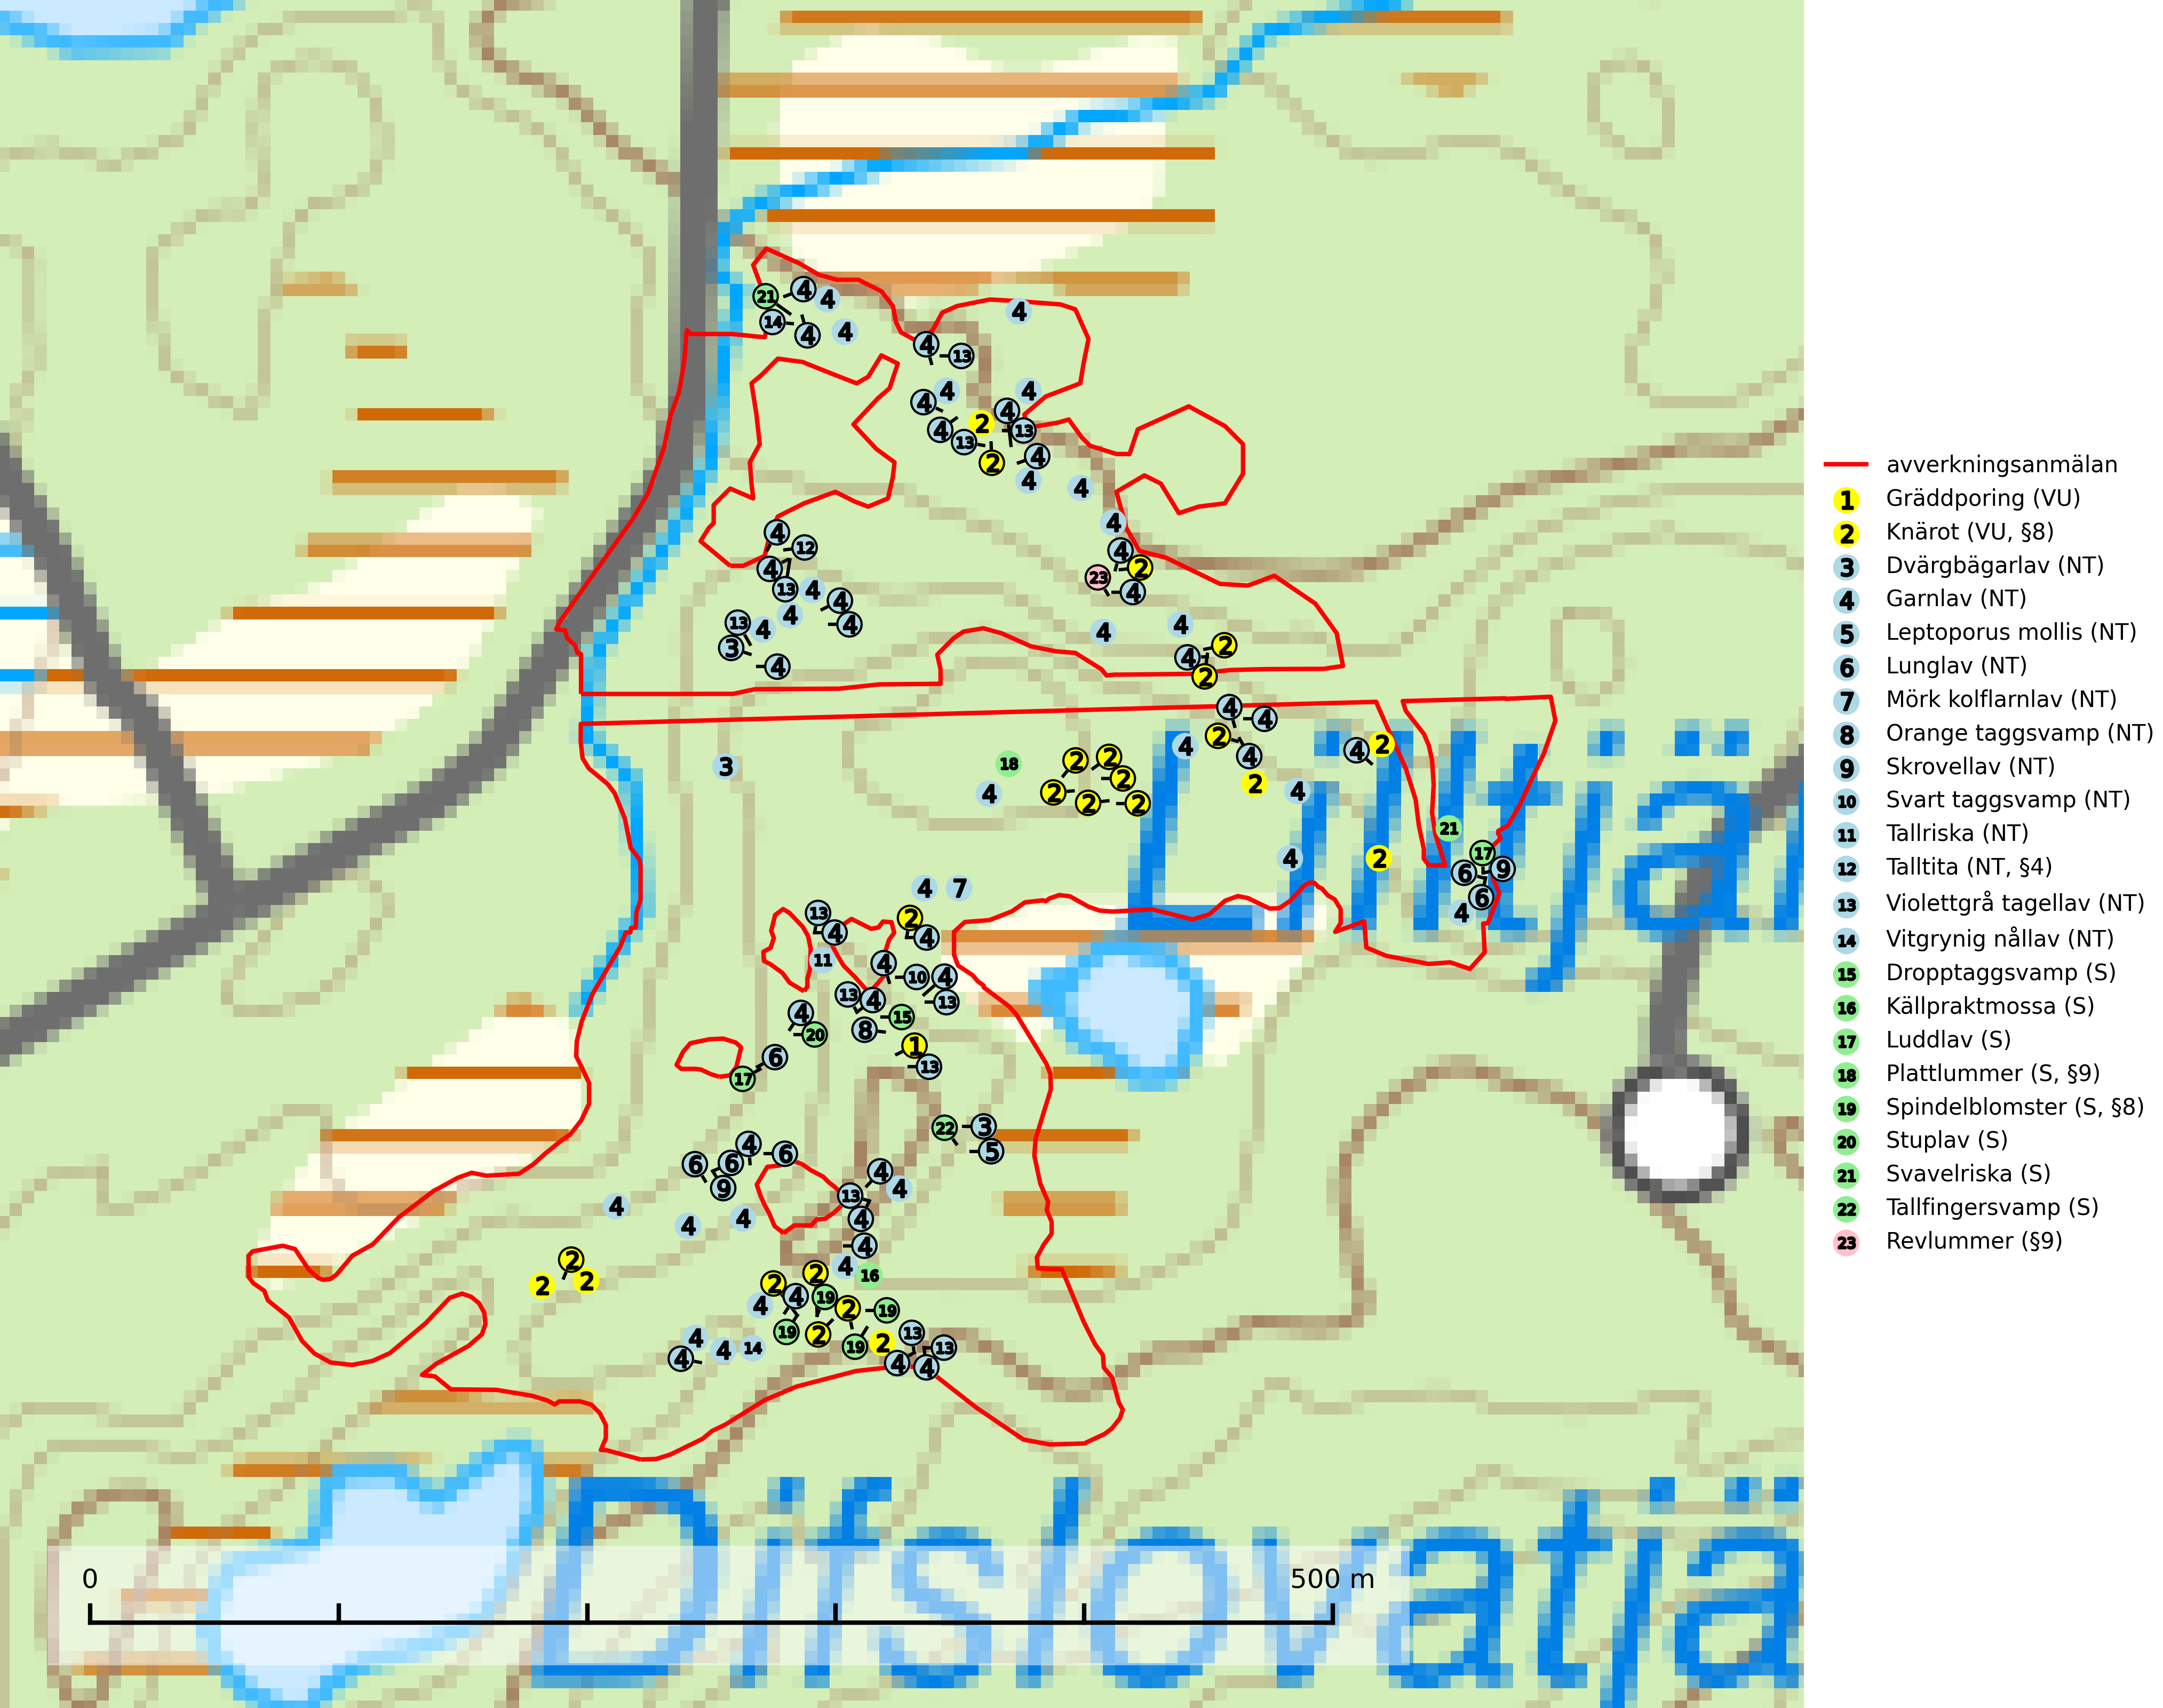 avverkningsanmälan
1 Gräddporing (VU)
2 Knärot (VU, §8)
3 Dvärgbägarlav (NT)
4 Garnlav (NT)
5 Leptoporus mollis (NT)
6 Lunglav (NT)
7 Mörk kolflarnlav (NT)
8 Orange taggsvamp (NT)
9 Skrovellav (NT)
10 Svart taggsvamp (NT)
11 Tallriska (NT)
12 Talltita (NT, §4)
13 Violettgrå tagellav (NT)
14 Vitgrynig nållav (NT)
15 Dropptaggsvamp (S)
16 Källpraktmossa (S)
17 Luddlav (S)
18 Plattlummer (S, §9)
19 Spindelblomster (S, §8)
20 Stuplav (S)
21 Svavelriska (S)
22 Tallfingersvamp (S)
23 Revlummer (§9)
0 500 m